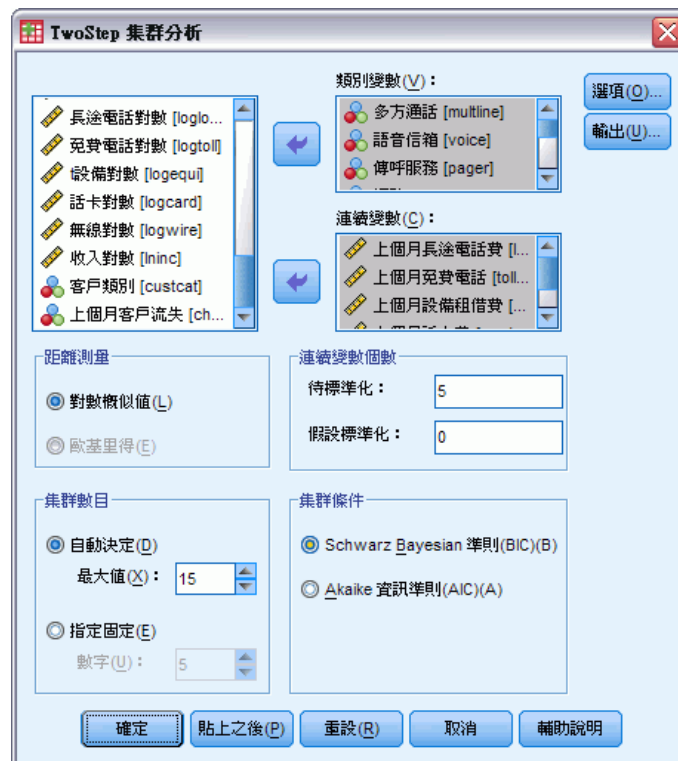 TwoStep 集群分析
類別變數(V)：
長途電話對數 [loglo...
免費電話對數 [logtoll]
t設備對數 [logequi]
話卡對數 [logcard]
無線對數 [logwire]
收入對數 [lninc]
客戶類別 [custcat]
上個月客戶流失 [ch...
多方通話 [multline]
語音信箱 [voice]
傳呼服務 [pager]
選項(O)...
輸出(U)...
連續變數(C)：
上個月長途電話費 [l...
上個月免費電話 [toll...
上個月設備租借費 [...
距離測量
對數概似值(L)
歐基里得(E)
連續變數個數
待標準化： 5
假設標準化： 0
集群數目
自動決定(D)
最大值(X)： 15
指定固定(E)
數字(U)： 5
集群條件
Schwarz Bayesian 準則(BIC)(B)
Akaike 資訊準則(AIC)(A)
確定 貼上之後(P) 重設(R) 取消 輔助說明